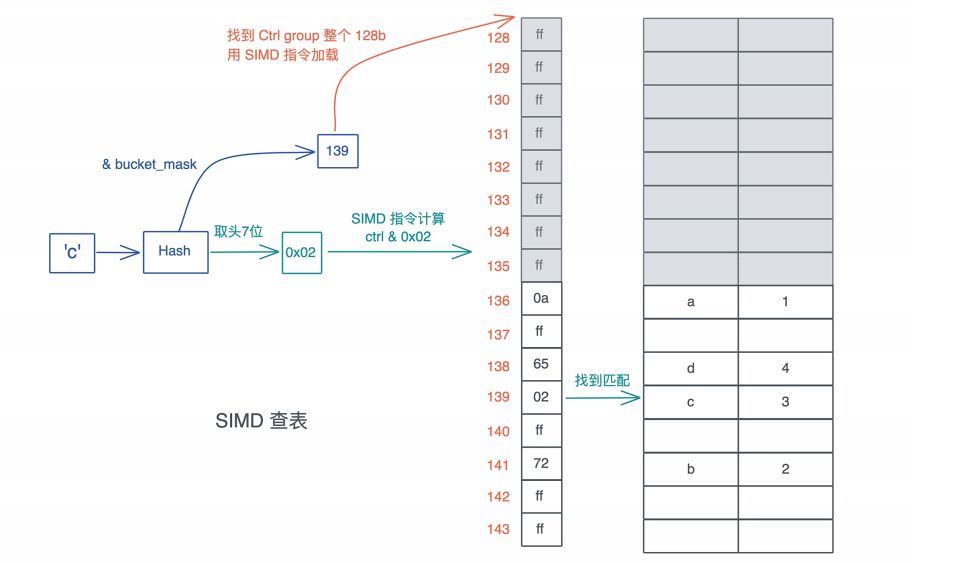 找到 Ctrl group 整个 128b
用 SIMD 指令加载
139
& bucket_mask
'c'
Hash
取头7位
0x02
SIMD 指令计算
ctrl & 0x02
SIMD 查表
128 ff
129 ff
130 ff
131 ff
132 ff
133 ff
134 ff
135 ff
136 0a a 1
137 ff
138 65 d 4
139 02 找到匹配 c 3
140 ff
141 72 b 2
142 ff
143 ff